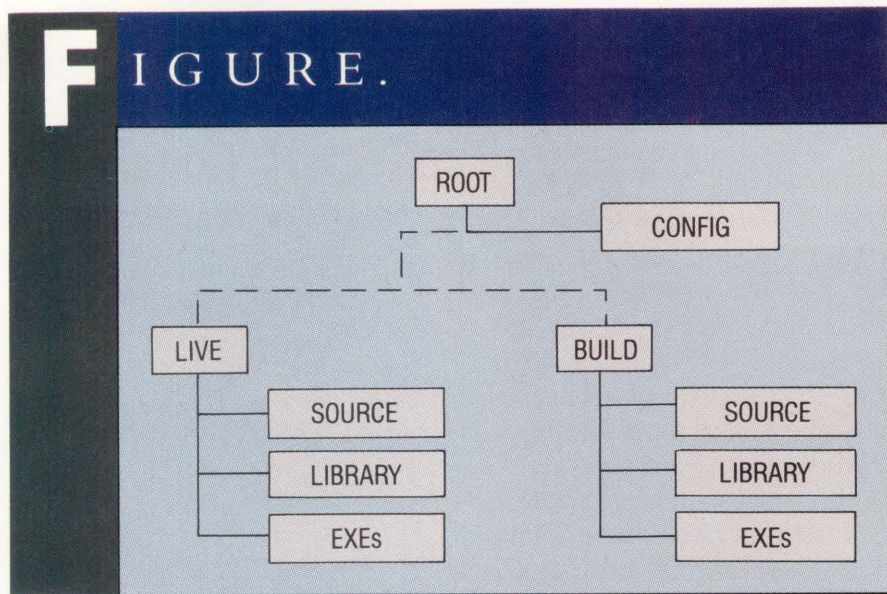 FIGURE.
ROOT
CONFIG
LIVE
BUILD
SOURCE
SOURCE
LIBRARY
LIBRARY
EXEs
EXEs